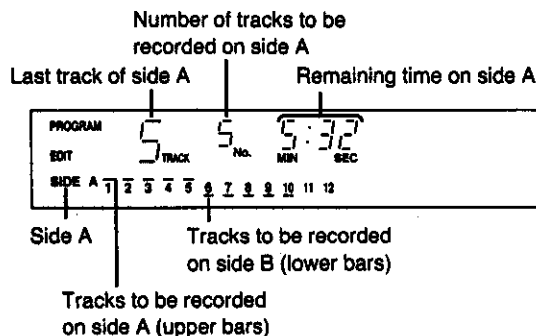 Number of tracks to be
recorded on side A
Last track of side A
Remaining time on side A
PROGRAM
EDIT
5 TRACK
5 No.
5:32
MIN SEC
SIDE A 1 2 3 4 5 6 7 8 9 10 11 12
Side A
Tracks to be recorded
on side B (lower bars)
Tracks to be recorded
on side A (upper bars)